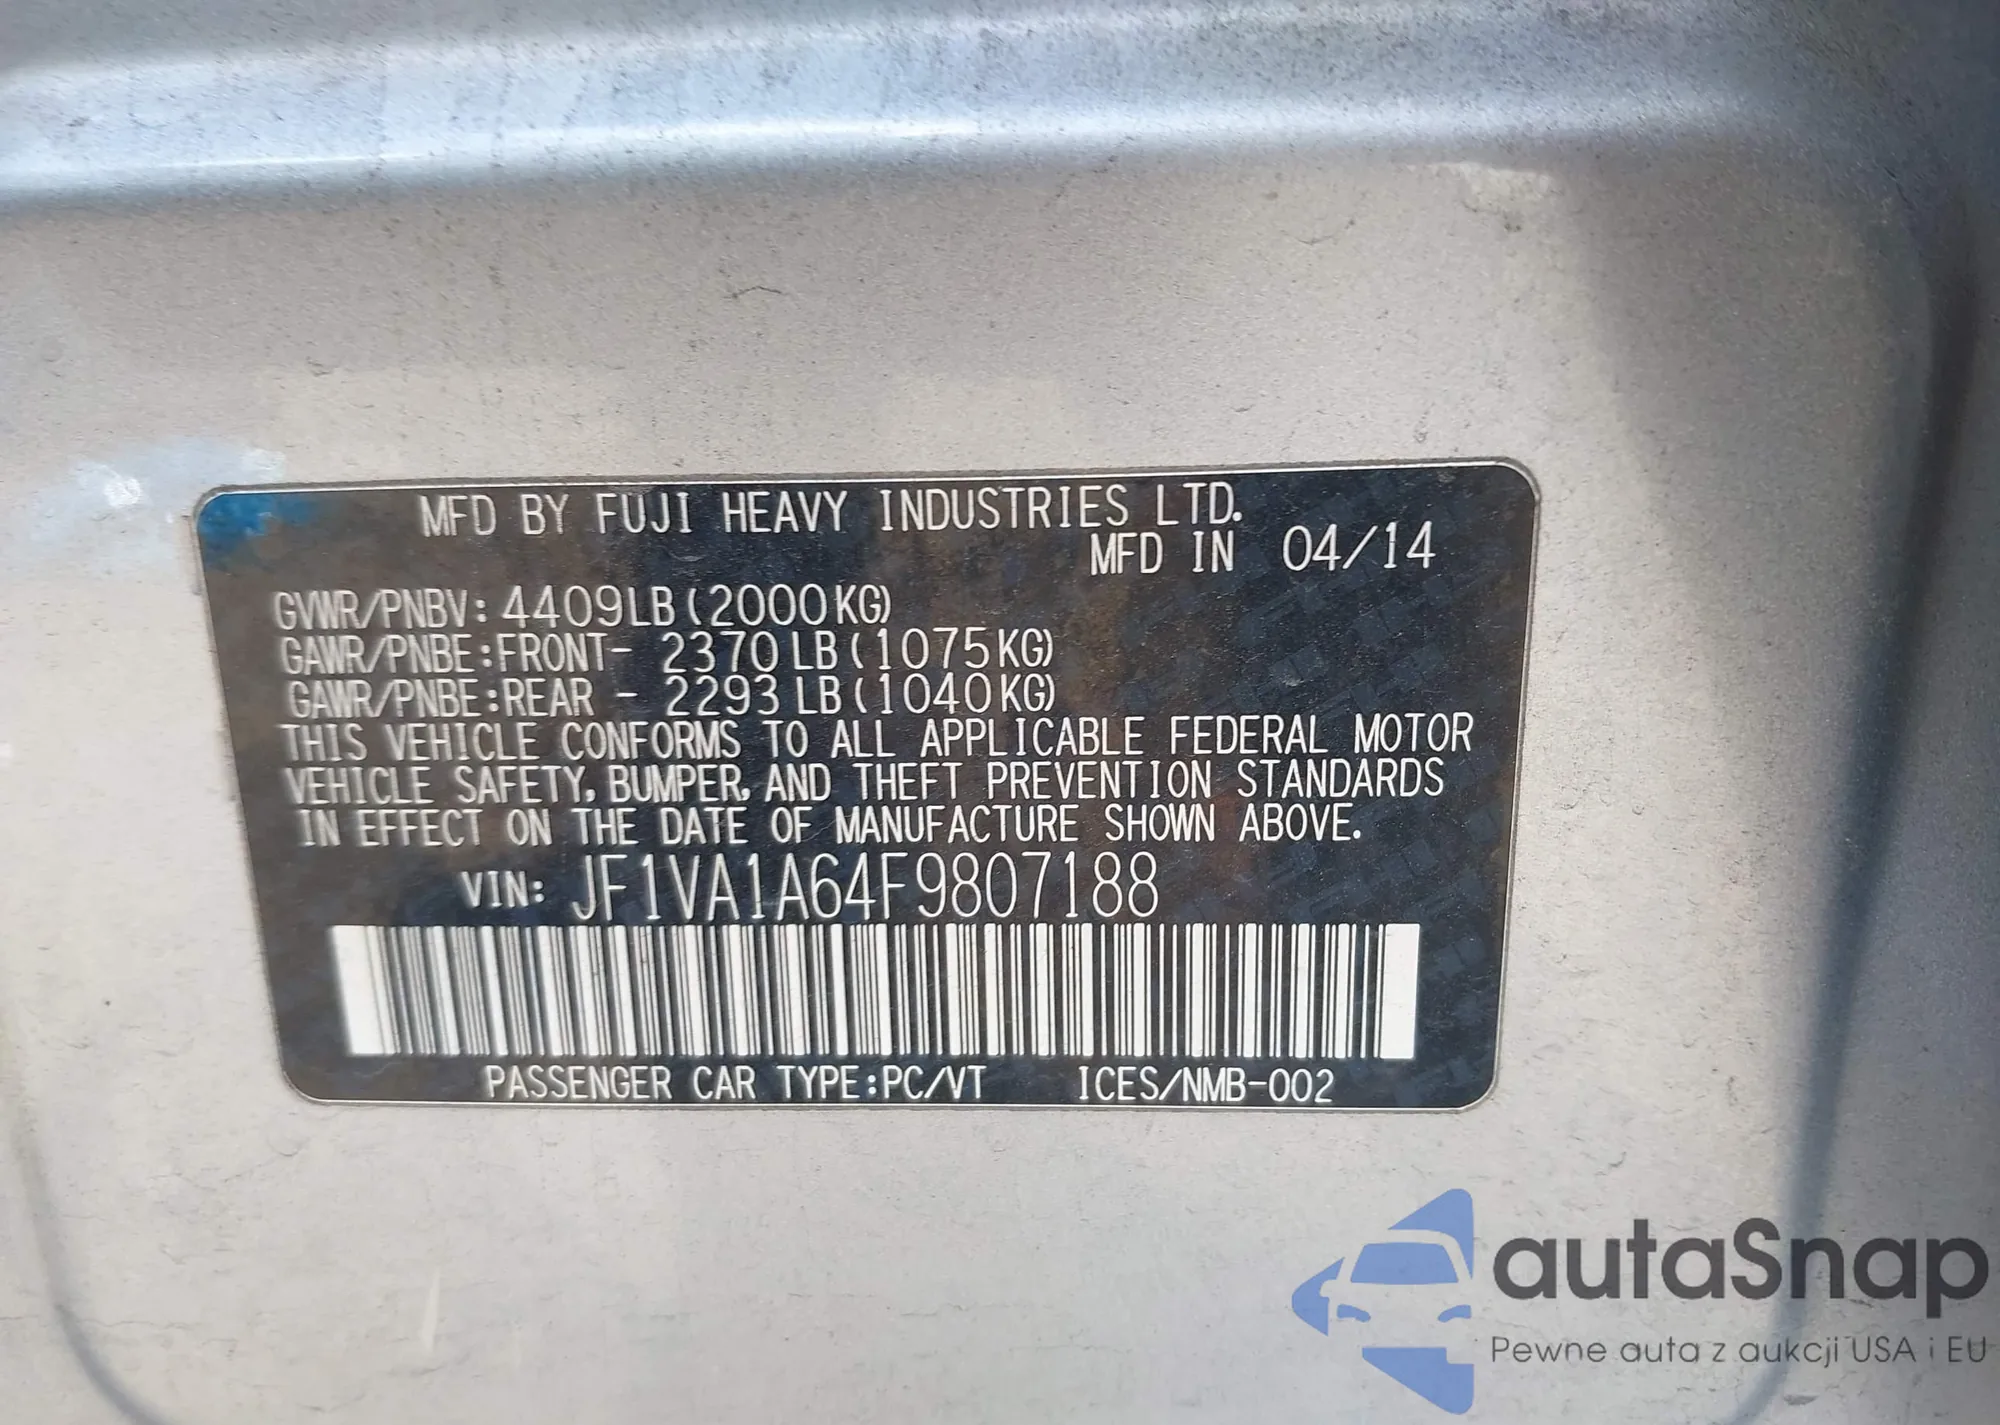 MFD BY FUJI HEAVY INDUSTRIES LTD.
MFD IN 04/14
GVWR/PNBV: 4409LB(2000KG)
GAWR/PNBE:FRONT- 2370LB(1075KG)
GAWR/PNBE:REAR - 2293LB(1040KG)
THIS VEHICLE CONFORMS TO ALL APPLICABLE FEDERAL MOTOR
VEHICLE SAFETY, BUMPER, AND THEFT PREVENTION STANDARDS
IN EFFECT ON THE DATE OF MANUFACTURE SHOWN ABOVE.
VIN: JF1VA1A64F9807188
PASSENGER CAR TYPE:PC/VT ICES/NMB-002
autaSnap
Pewne auta z aukcji USA i EU